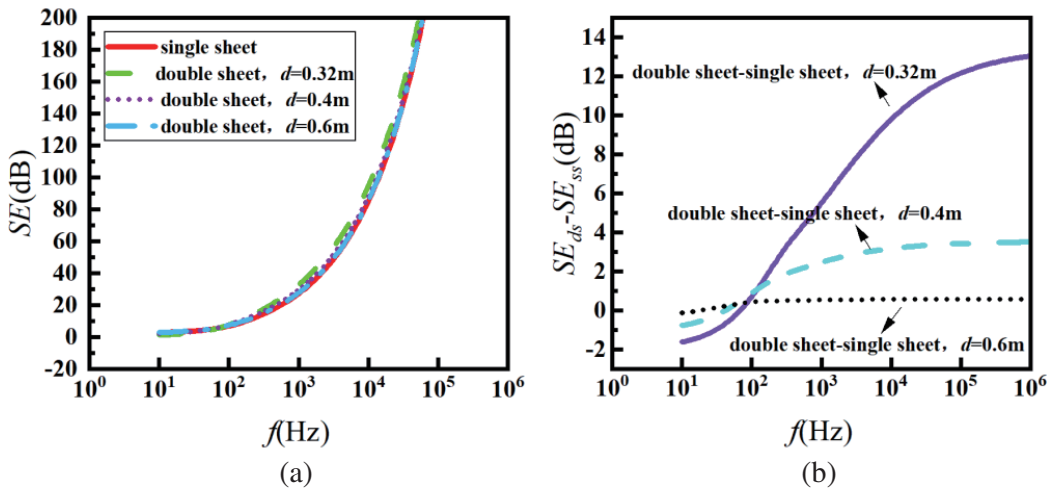 200
180
160
140
120
100
80
60
40
20
0
-20
SE(dB)
single sheet
double sheet，d=0.32m
double sheet，d=0.4m
double sheet，d=0.6m
10⁰ 10¹ 10² 10³ 10⁴ 10⁵ 10⁶
f(Hz)
(a)
14
12
10
8
6
4
2
0
-2
SE_ds-SE_ss(dB)
double sheet-single sheet，d=0.32m
double sheet-single sheet，d=0.4m
double sheet-single sheet，d=0.6m
10⁰ 10¹ 10² 10³ 10⁴ 10⁵ 10⁶
f(Hz)
(b)